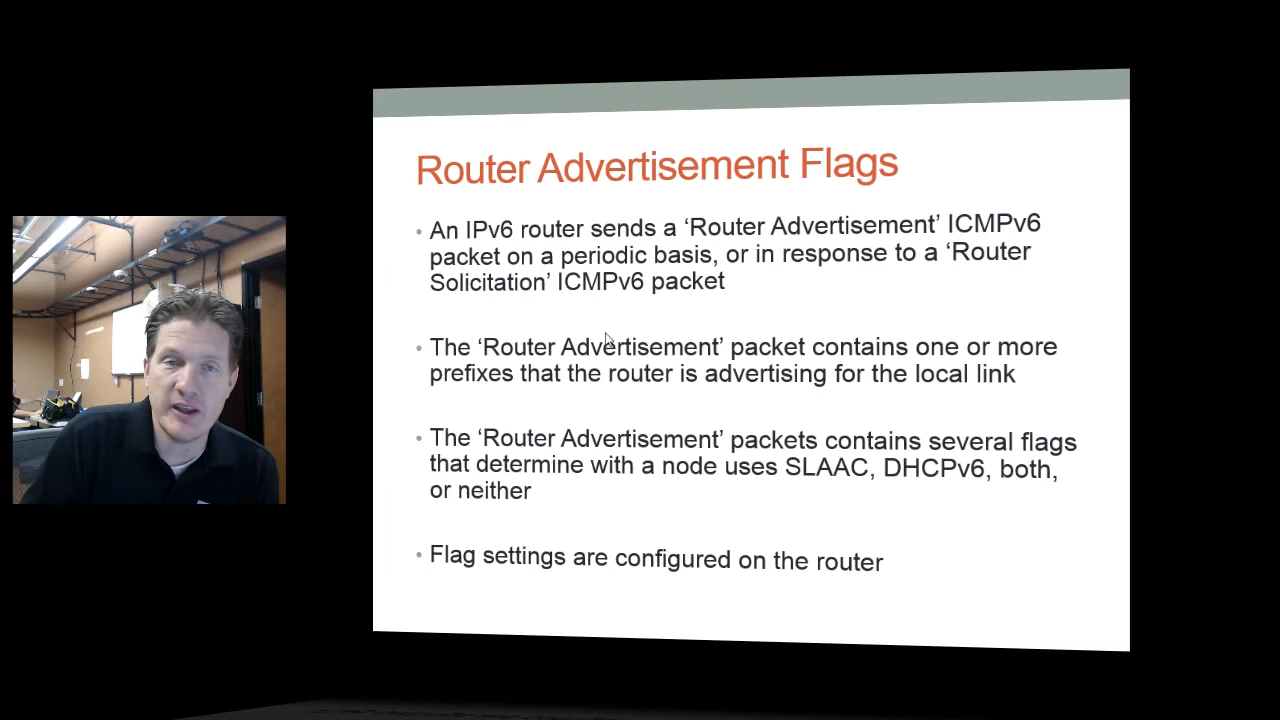 Router Advertisement Flags
• An IPv6 router sends a ‘Router Advertisement’ ICMPv6
packet on a periodic basis, or in response to a ‘Router
Solicitation’ ICMPv6 packet
• The ‘Router Advertisement’ packet contains one or more
prefixes that the router is advertising for the local link
• The ‘Router Advertisement’ packets contains several flags
that determine with a node uses SLAAC, DHCPv6, both,
or neither
• Flag settings are configured on the router